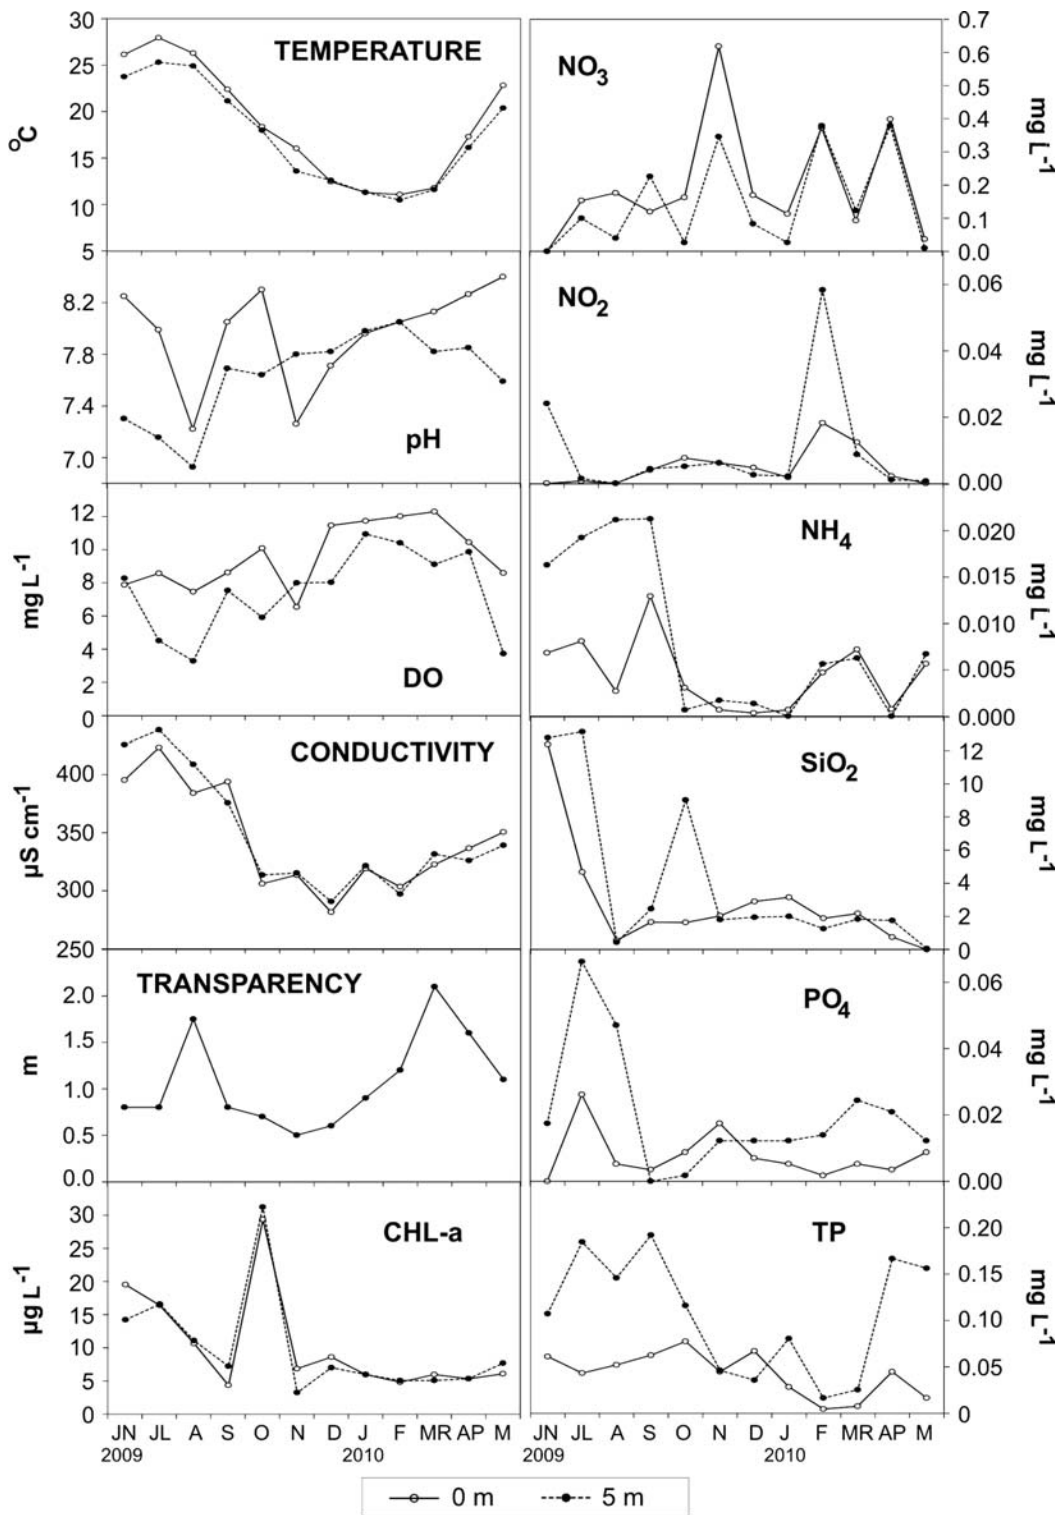 TEMPERATURE
°C
30
25
20
15
10
5
NO3
mg L-1
0.7
0.6
0.5
0.4
0.3
0.2
0.1
0.0
pH
8.2
7.8
7.4
7.0
NO2
mg L-1
0.06
0.04
0.02
0.00
DO
mg L-1
12
10
8
6
4
2
0
NH4
mg L-1
0.020
0.015
0.010
0.005
0.000
CONDUCTIVITY
µS cm-1
400
350
300
250
SiO2
mg L-1
12
10
8
6
4
2
0
TRANSPARENCY
m
2.0
1.5
1.0
0.5
0.0
PO4
mg L-1
0.06
0.04
0.02
0.00
CHL-a
µg L-1
30
25
20
15
10
5
0
TP
mg L-1
0.20
0.15
0.10
0.05
0
JN JL A S O N D J F MR AP M
2009 2010
JN JL A S O N D J F MR AP M
2009 2010
0 m 5 m